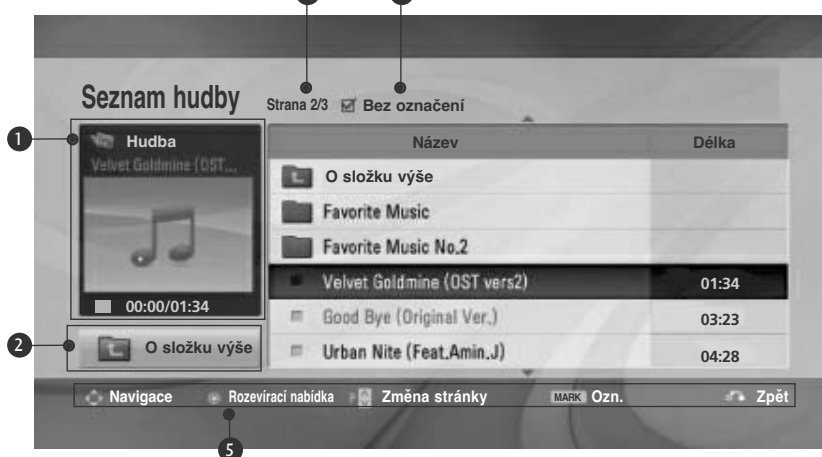 Seznam hudby
Strana 2/3 Bez označení
1
Hudba
Velvet Goldmine (OST...
00:00/01:34
2
O složku výše
Název Délka
O složku výše
Favorite Music
Favorite Music No.2
Velvet Goldmine (OST vers2) 01:34
Good Bye (Original Ver.) 03:23
Urban Nite (Feat.Amin.J) 04:28
Navigace Rozevírací nabídka Změna stránky MARK Ozn. Zpět
5